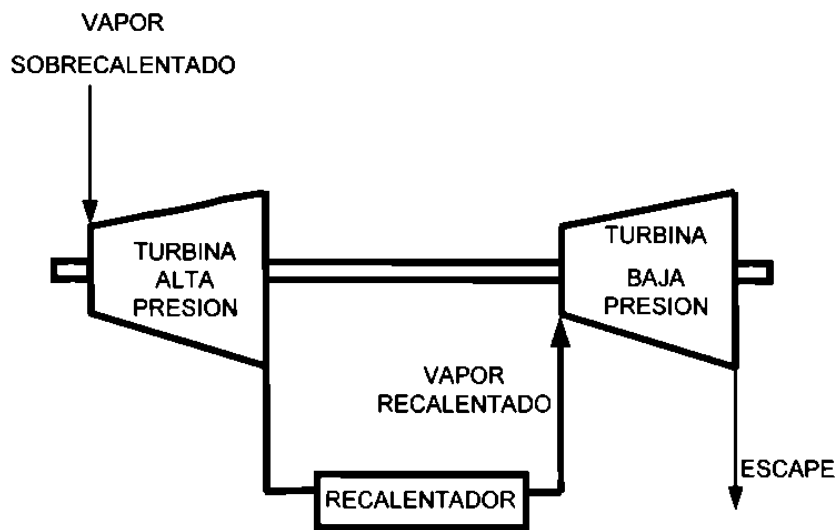 VAPOR
SOBRECALENTADO
TURBINA
ALTA
PRESION
TURBINA
BAJA
PRESION
VAPOR
RECALENTADO
RECALENTADOR
ESCAPE